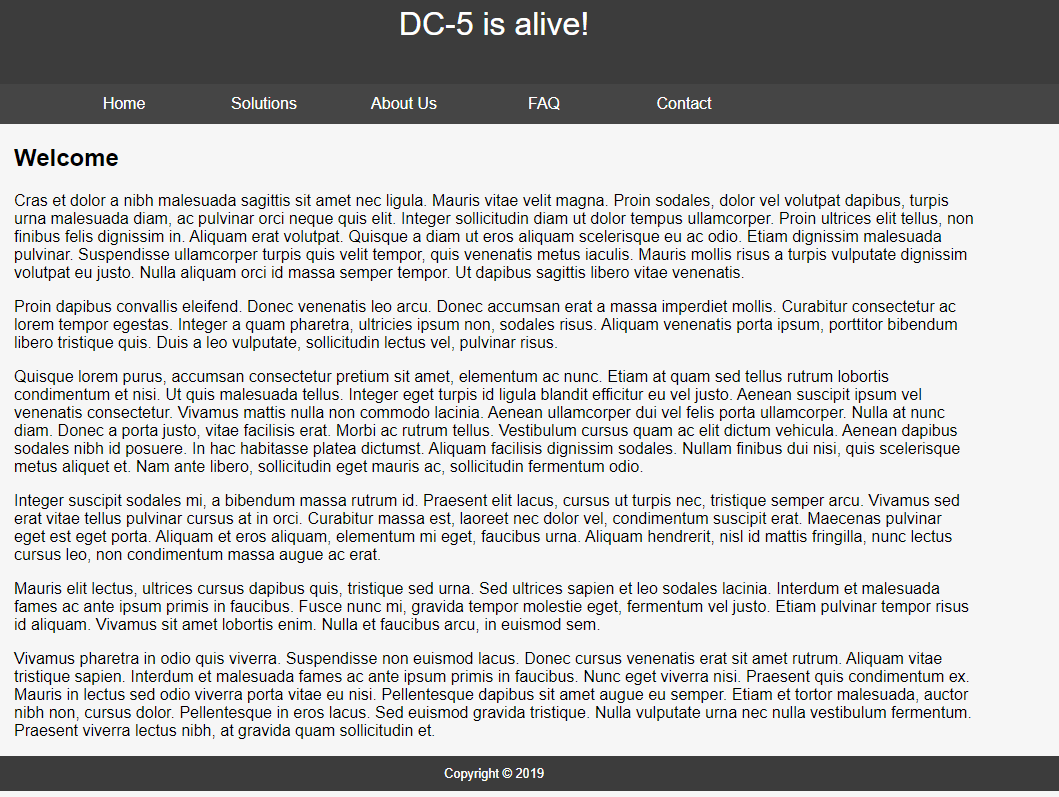 DC-5 is alive!
Home Solutions About Us FAQ Contact
Welcome
Cras et dolor a nibh malesuada sagittis sit amet nec ligula. Mauris vitae velit magna. Proin sodales, dolor vel volutpat dapibus, turpis
urna malesuada diam, ac pulvinar orci neque quis elit. Integer sollicitudin diam ut dolor tempus ullamcorper. Proin ultrices elit tellus, non
finibus felis dignissim in. Aliquam erat volutpat. Quisque a diam ut eros aliquam scelerisque eu ac odio. Etiam dignissim malesuada
pulvinar. Suspendisse ullamcorper turpis quis velit tempor, quis venenatis metus iaculis. Mauris mollis risus a turpis vulputate dignissim
volutpat eu justo. Nulla aliquam orci id massa semper tempor. Ut dapibus sagittis libero vitae venenatis.
Proin dapibus convallis eleifend. Donec venenatis leo arcu. Donec accumsan erat a massa imperdiet mollis. Curabitur consectetur ac
lorem tempor egestas. Integer a quam pharetra, ultricies ipsum non, sodales risus. Aliquam venenatis porta ipsum, porttitor bibendum
libero tristique quis. Duis a leo vulputate, sollicitudin lectus vel, pulvinar risus.
Quisque lorem purus, accumsan consectetur pretium sit amet, elementum ac nunc. Etiam at quam sed tellus rutrum lobortis
condimentum et nisi. Ut quis malesuada tellus. Integer eget turpis id ligula blandit efficitur eu vel justo. Aenean suscipit ipsum vel
venenatis consectetur. Vivamus mattis nulla non commodo lacinia. Aenean ullamcorper dui vel felis porta ullamcorper. Nulla at nunc
diam. Donec a porta justo, vitae facilisis erat. Morbi ac rutrum tellus. Vestibulum cursus quam ac elit dictum vehicula. Aenean dapibus
sodales nibh id posuere. In hac habitasse platea dictumst. Aliquam facilisis dignissim sodales. Nullam finibus dui nisi, quis scelerisque
metus aliquet et. Nam ante libero, sollicitudin eget mauris ac, sollicitudin fermentum odio.
Integer suscipit sodales mi, a bibendum massa rutrum id. Praesent elit lacus, cursus ut turpis nec, tristique semper arcu. Vivamus sed
erat vitae tellus pulvinar cursus at in orci. Curabitur massa est, laoreet nec dolor vel, condimentum suscipit erat. Maecenas pulvinar
eget est eget porta. Aliquam et eros aliquam, elementum mi eget, faucibus urna. Aliquam hendrerit, nisl id mattis fringilla, nunc lectus
cursus leo, non condimentum massa augue ac erat.
Mauris elit lectus, ultrices cursus dapibus quis, tristique sed urna. Sed ultrices sapien et leo sodales lacinia. Interdum et malesuada
fames ac ante ipsum primis in faucibus. Fusce nunc mi, gravida tempor molestie eget, fermentum vel justo. Etiam pulvinar tempor risus
id aliquam. Vivamus sit amet lobortis enim. Nulla et faucibus arcu, in euismod sem.
Vivamus pharetra in odio quis viverra. Suspendisse non euismod lacus. Donec cursus venenatis erat sit amet rutrum. Aliquam vitae
tristique sapien. Interdum et malesuada fames ac ante ipsum primis in faucibus. Nunc eget viverra nisi. Praesent quis condimentum ex.
Mauris in lectus sed odio viverra porta vitae eu nisi. Pellentesque dapibus sit amet augue eu semper. Etiam et tortor malesuada, auctor
nibh non, cursus dolor. Pellentesque in eros lacus. Sed euismod gravida tristique. Nulla vulputate urna nec nulla vestibulum fermentum.
Praesent viverra lectus nibh, at gravida quam sollicitudin et.
Copyright © 2019